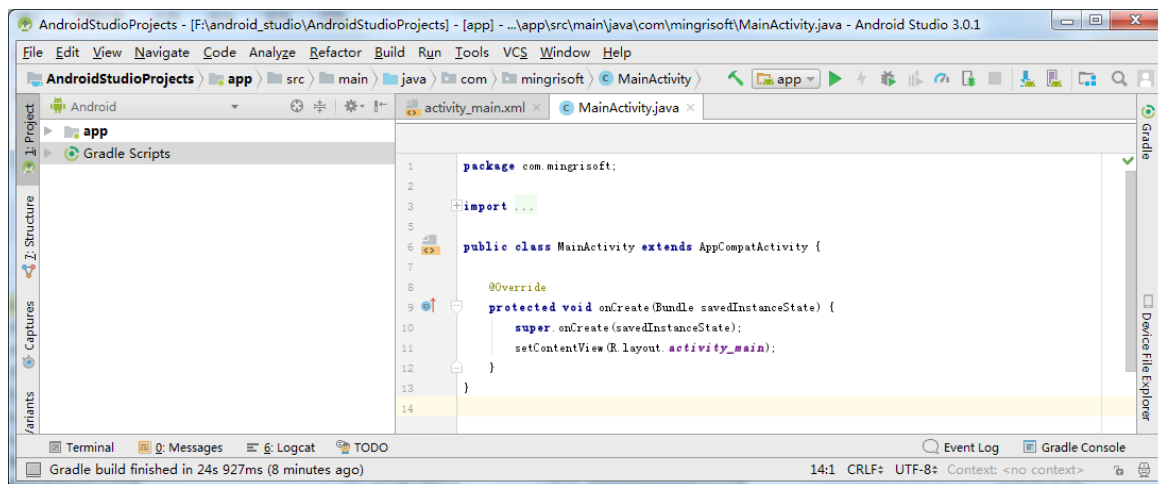 AndroidStudioProjects - [F:\android_studio\AndroidStudioProjects] - [app] - ...\app\src\main\java\com\mingrisoft\MainActivity.java - Android Studio 3.0.1
File Edit View Navigate Code Analyze Refactor Build Run Tools VCS Window Help
AndroidStudioProjects app src main java com mingrisoft MainActivity app
Android activity_main.xml MainActivity.java
1: Project
app
Gradle Scripts
Gradle
1 package com.mingrisoft;
2
3 import ...
5
6 public class MainActivity extends AppCompatActivity {
7
8 @Override
9 protected void onCreate(Bundle savedInstanceState) {
10 super.onCreate(savedInstanceState);
11 setContentView(R.layout.activity_main);
12 }
13 }
14
7: Structure
Captures
Variants
Device File Explorer
Terminal 0: Messages 6: Logcat TODO Event Log Gradle Console
Gradle build finished in 24s 927ms (8 minutes ago) 14:1 CRLF UTF-8 Context: <no context>